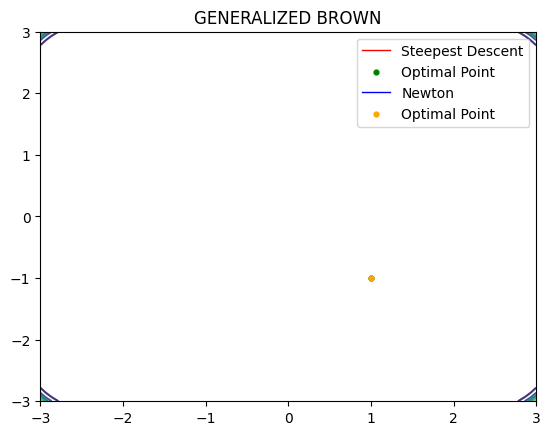 GENERALIZED BROWN
Steepest Descent
Optimal Point
Newton
Optimal Point
3
2
1
0
−1
−2
−3
−3
−2
−1
0
1
2
3